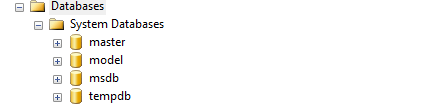 Databases
System Databases
master
model
msdb
tempdb